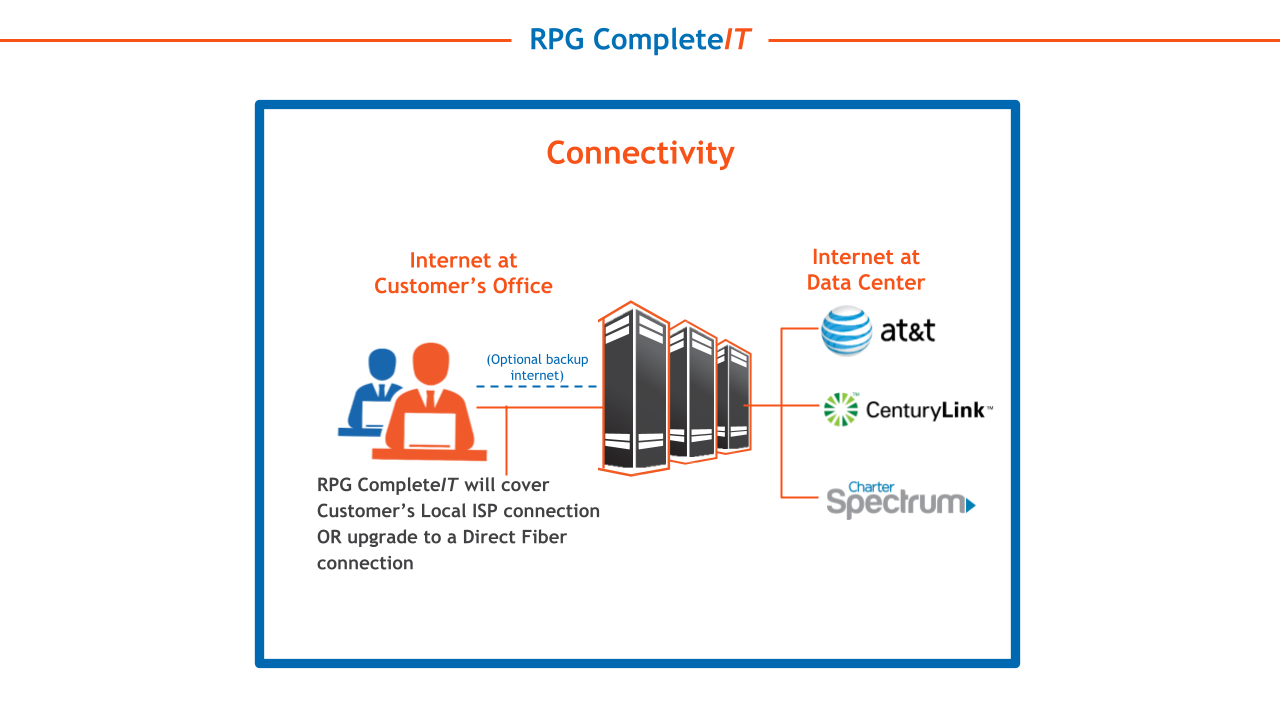 RPG CompleteIT
Connectivity
Internet at
Customer’s Office
Internet at
Data Center
(Optional backup
internet)
at&t
CenturyLink™
Charter
Spectrum
RPG CompleteIT will cover
Customer’s Local ISP connection
OR upgrade to a Direct Fiber
connection